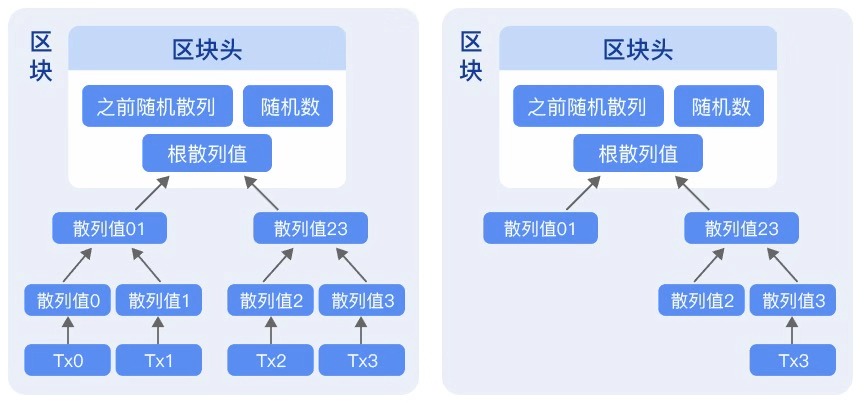 区块
区块头
之前随机散列
随机数
根散列值
散列值01
散列值23
散列值0
散列值1
散列值2
散列值3
Tx0
Tx1
Tx2
Tx3
区块
区块头
之前随机散列
随机数
根散列值
散列值01
散列值23
散列值2
散列值3
Tx3